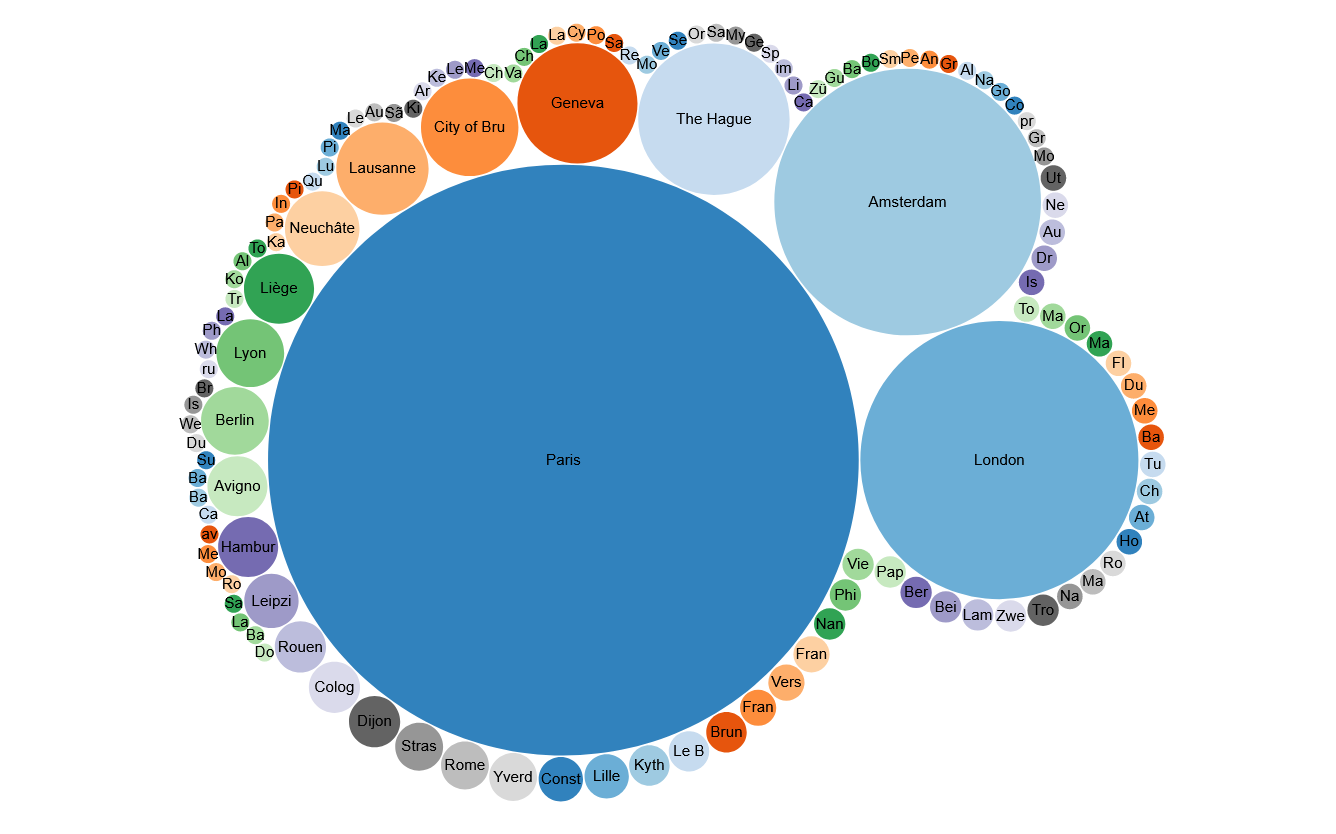 La
Cy
Po
Sa
Re
Mo
Ve
Se
Or
Sa
My
Ge
Sp
im
Li
Ca
Zü
Gu
Ba
Bo
Sm
Pe
An
Gr
Al
Na
Go
Co
pr
Gr
Mo
Ut
Ne
Au
Dr
Is
To
Ma
Or
Ma
Fl
Du
Me
Ba
Tu
Ch
At
Ho
Ro
Ma
Na
Tro
Zwe
Lam
Bei
Ber
Pap
Vie
Phi
Nan
Fran
Vers
Fran
Brun
Le B
Kyth
Lille
Const
Yverd
Rome
Stras
Dijon
Colog
Rouen
Leipzi
Hambur
Avigno
Berlin
Lyon
Liège
Neuchâte
Lausanne
City of Bru
Geneva
The Hague
Amsterdam
London
Paris
La
Ch
Va
Ch
Me
Le
Ke
Ar
Ki
Sã
Au
Le
Ma
Pi
Lu
Qu
Pi
In
Pa
Ka
To
Al
Ko
Tr
La
Ph
Wh
ru
Br
Is
We
Du
Su
Ba
Ba
Ca
av
Me
Mo
Ro
Sa
La
Ba
Do